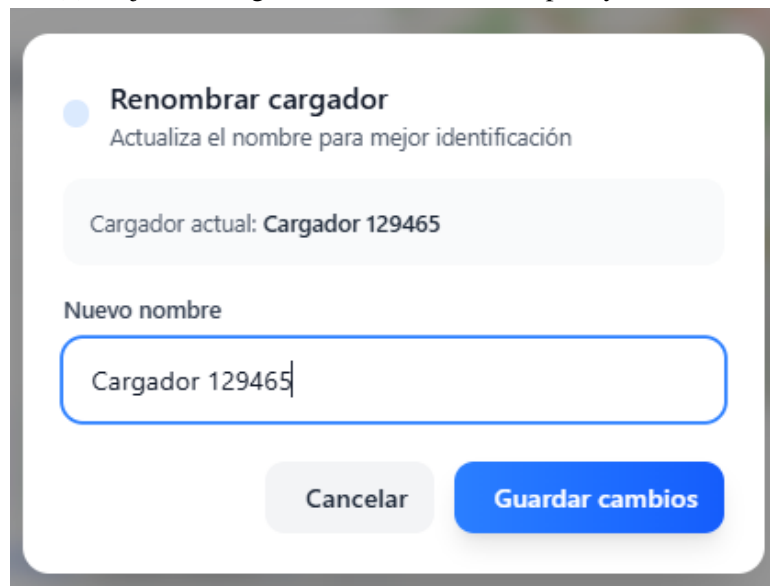 Renombrar cargador
Actualiza el nombre para mejor identificación
Cargador actual: Cargador 129465
Nuevo nombre
Cargador 129465
Cancelar
Guardar cambios